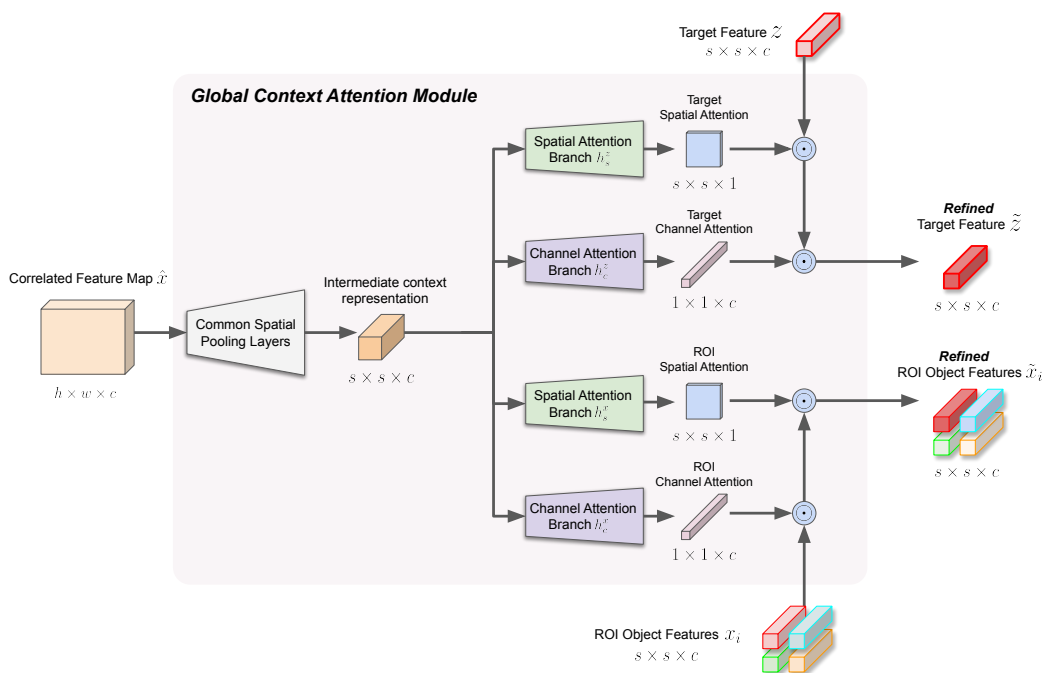 Target Feature z
s × s × c
Global Context Attention Module
Target
Spatial Attention
Spatial Attention
Branch h_s^z
s × s × 1
Refined
Target Feature z̃
Target
Channel Attention
Channel Attention
Branch h_c^z
1 × 1 × c
s × s × c
Correlated Feature Map x̂
Intermediate context
representation
Common Spatial
Pooling Layers
h × w × c
s × s × c
ROI
Spatial Attention
Spatial Attention
Branch h_s^x
s × s × 1
Refined
ROI Object Features x̃_i
s × s × c
ROI
Channel Attention
Channel Attention
Branch h_c^x
1 × 1 × c
ROI Object Features x_i
s × s × c